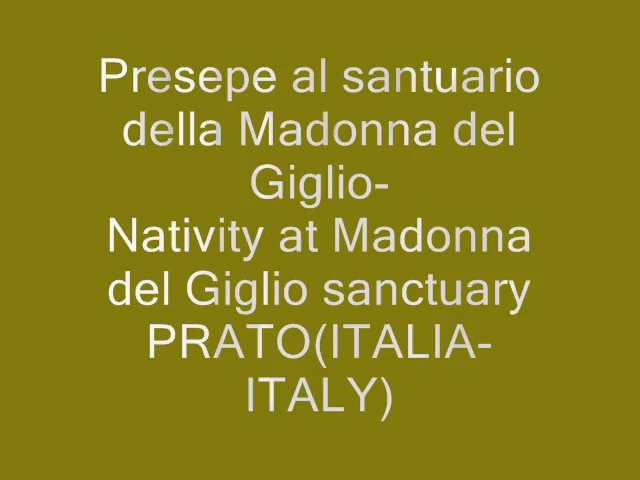 Presepe al santuario
della Madonna del
Giglio-
Nativity at Madonna
del Giglio sanctuary
PRATO(ITALIA-
ITALY)